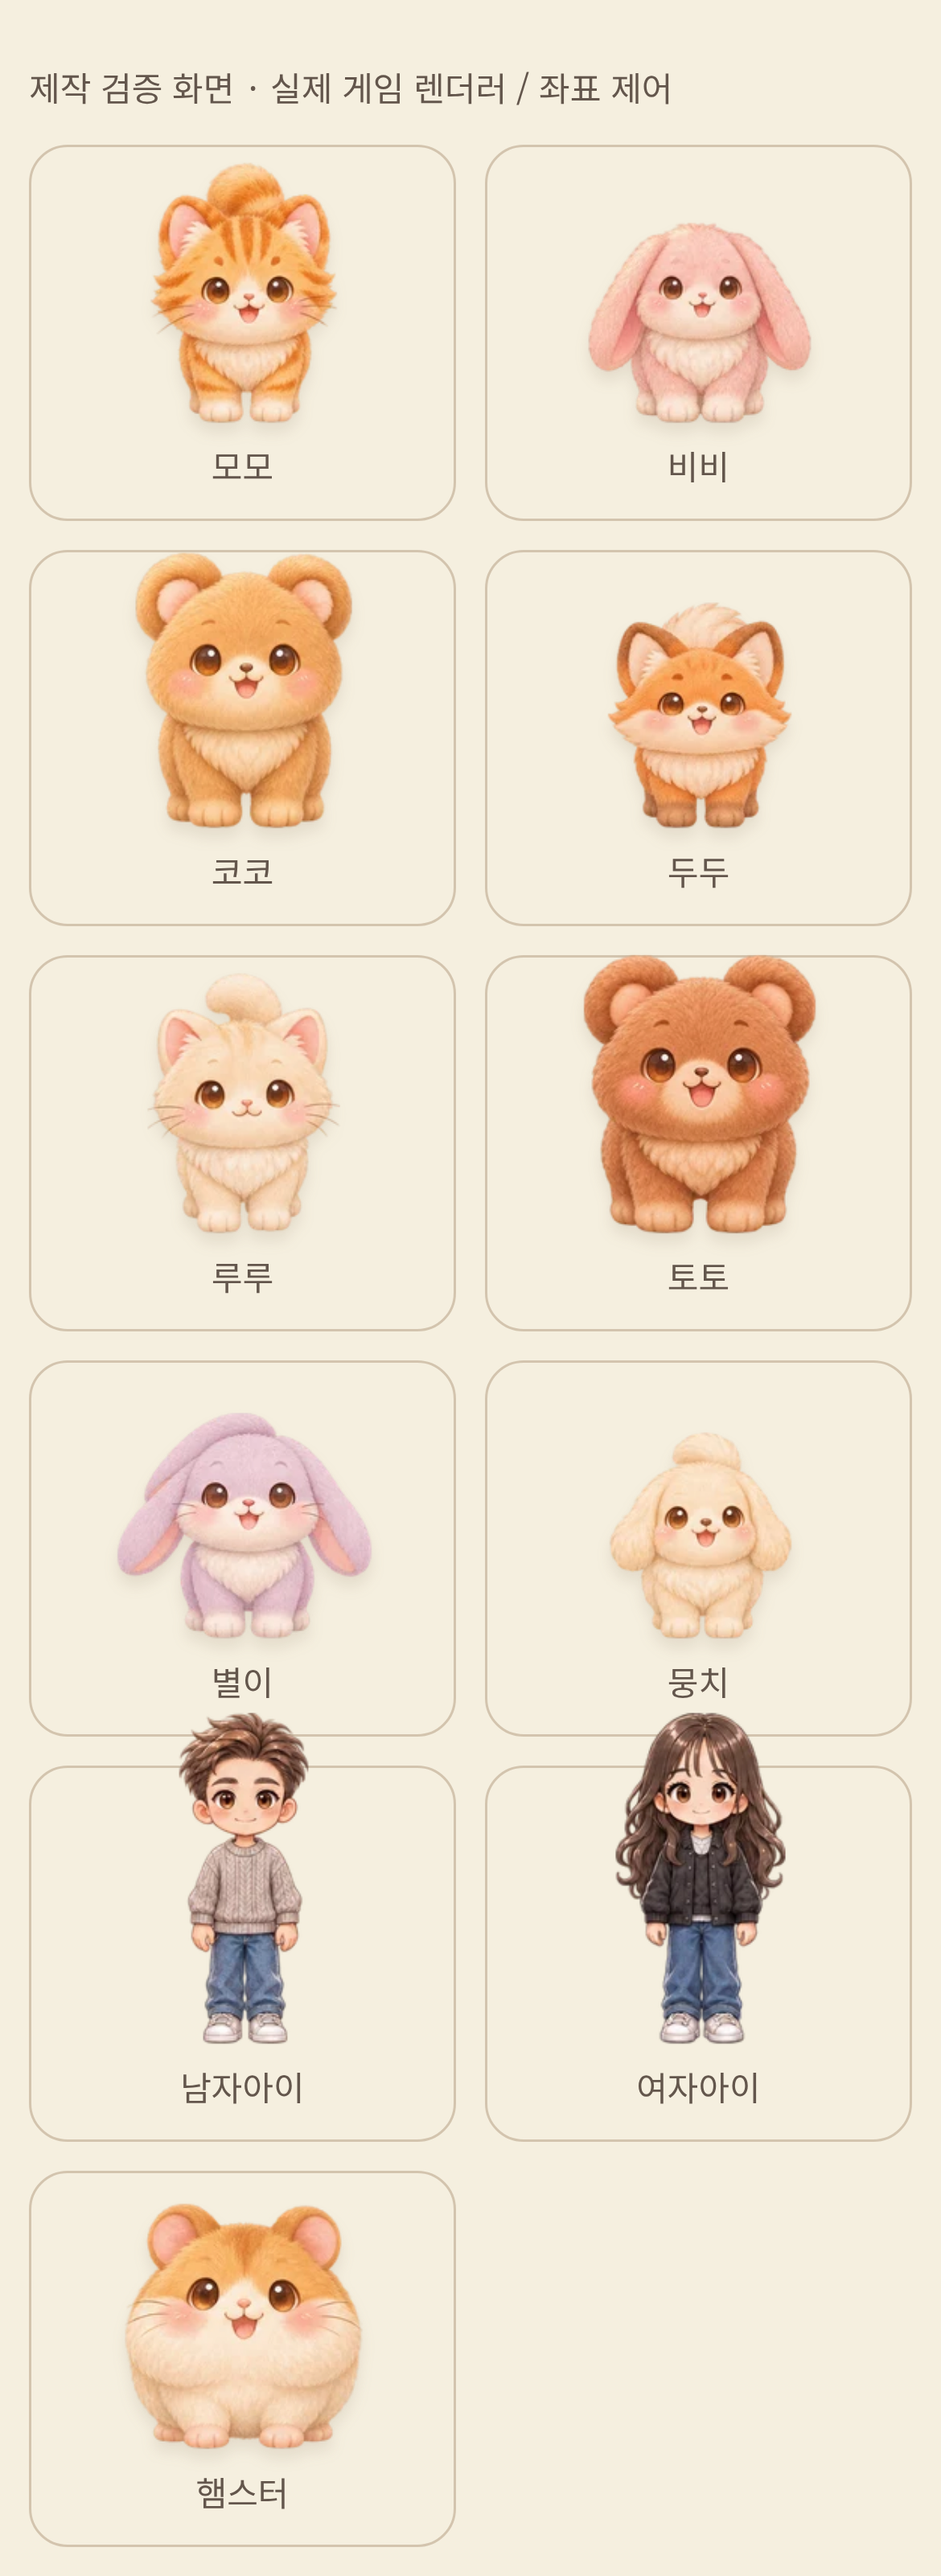 제작 검증 화면 · 실제 게임 렌더러 / 좌표 제어
모모
비비
코코
두두
루루
토토
별이
뭉치
남자아이
여자아이
햄스터